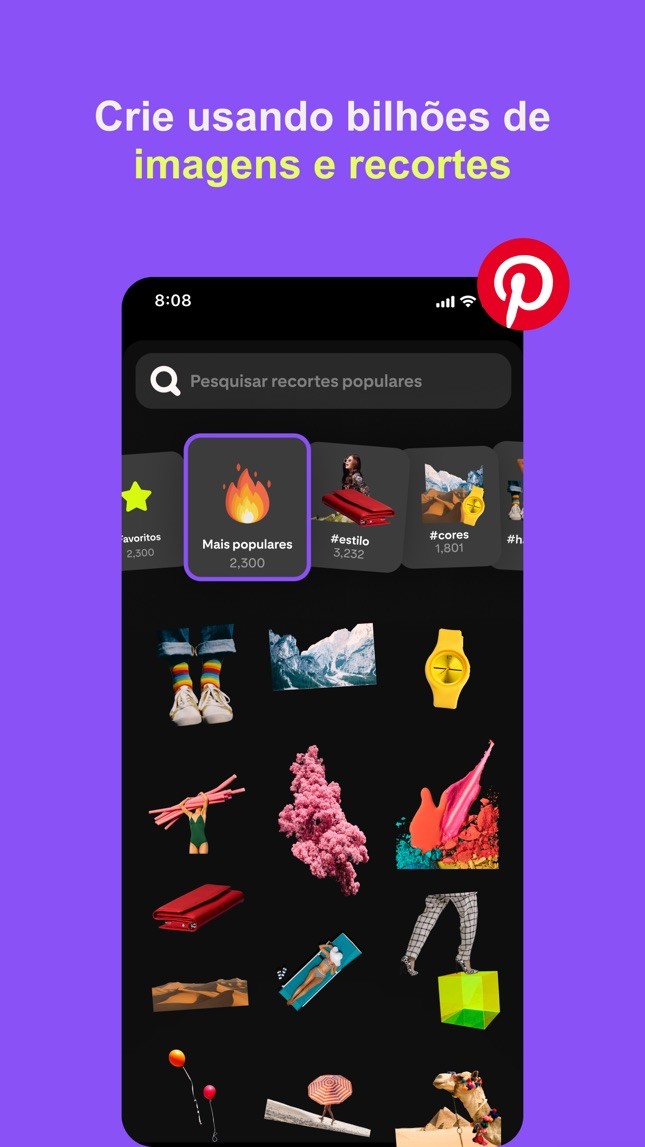 Crie usando bilhões de
imagens e recortes
8:08
Pesquisar recortes populares
Favoritos
2,300
Mais populares
2,300
#estilo
3,232
#cores
1,801